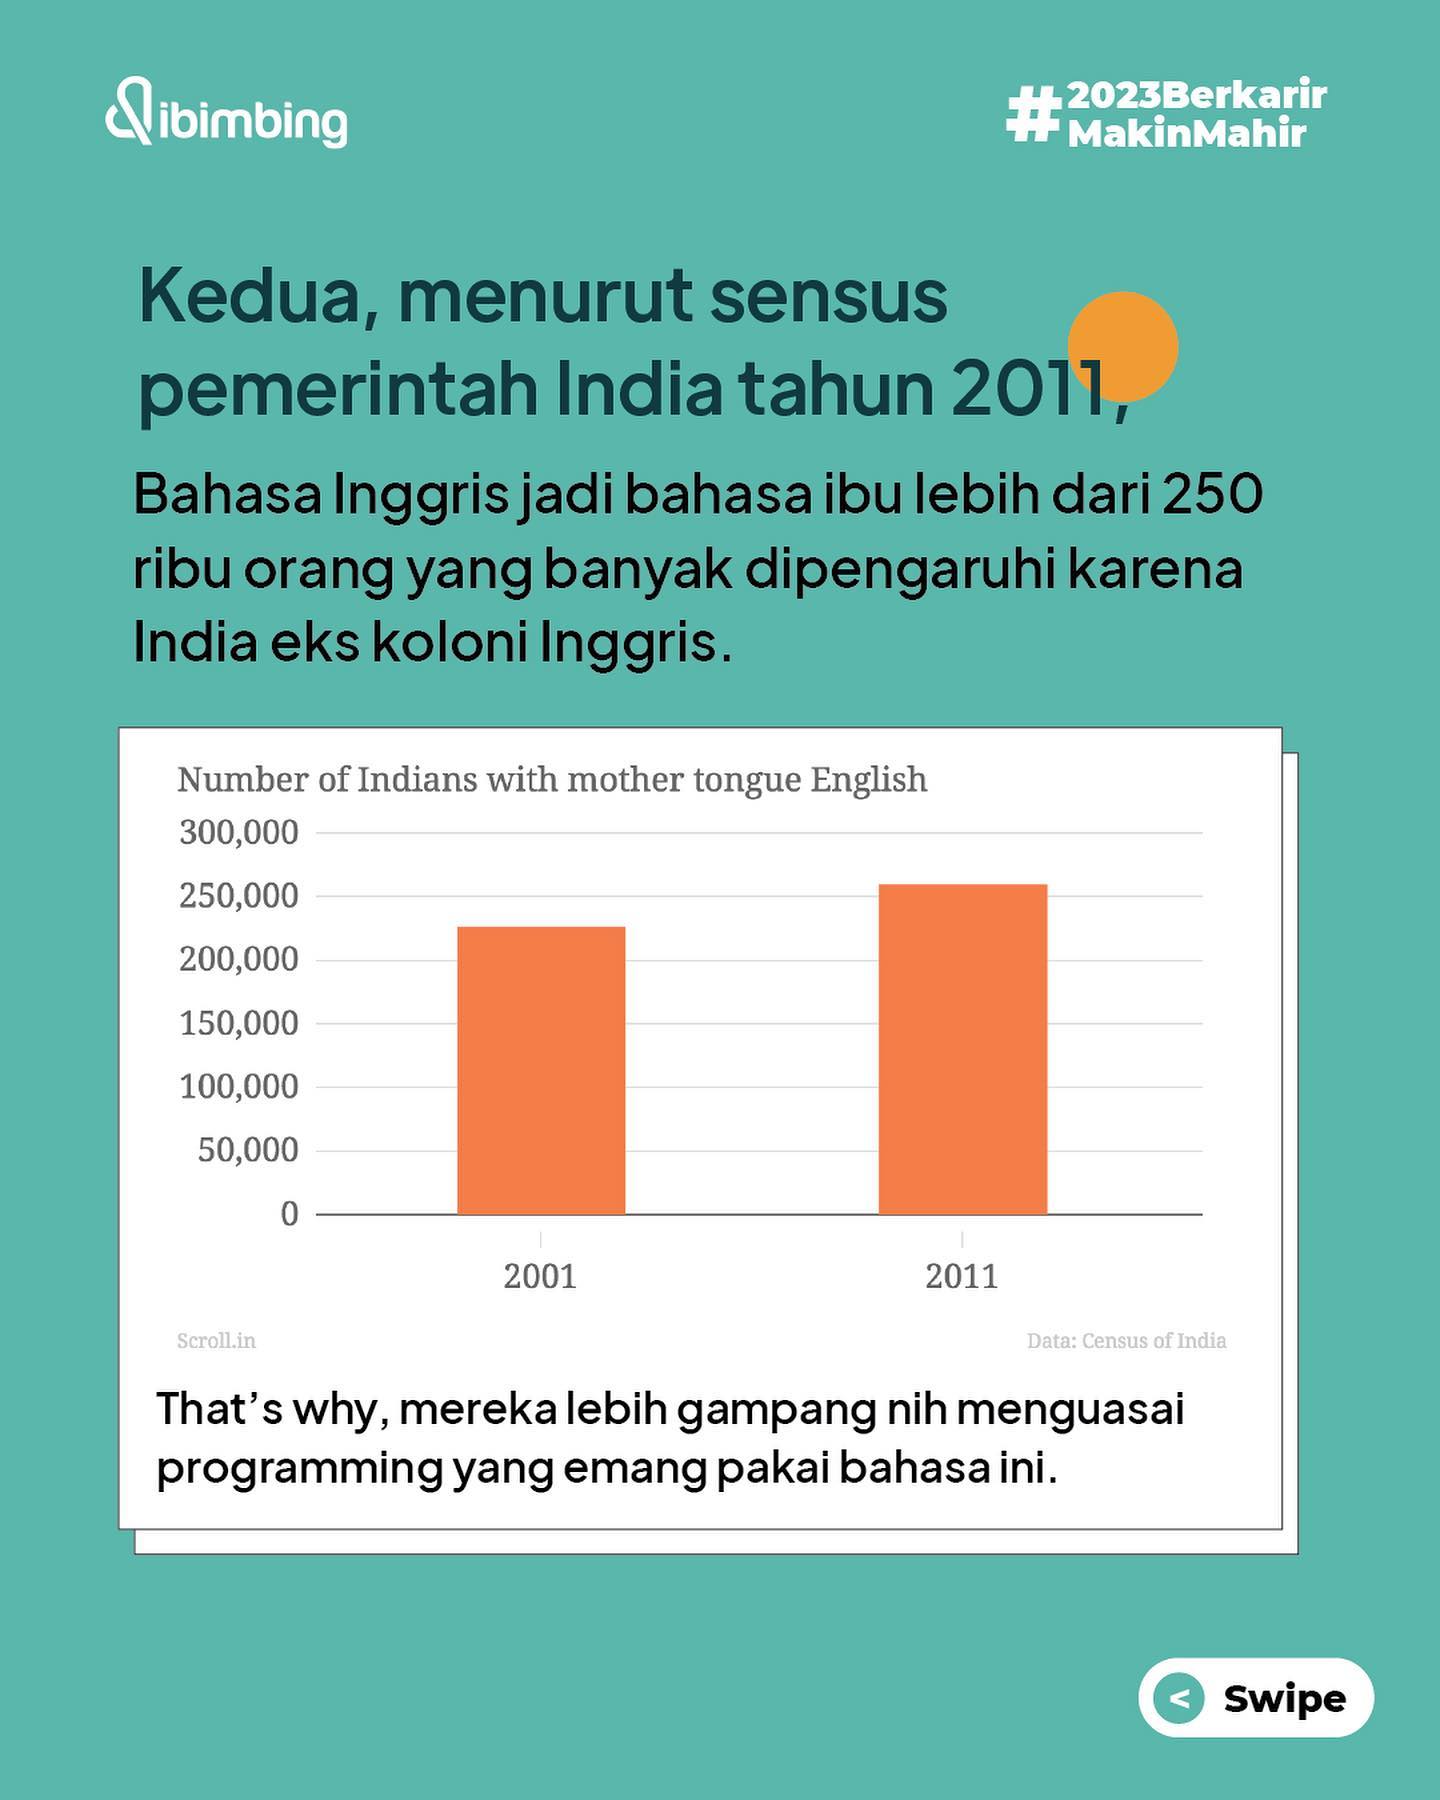 ibimbing
#2023Berkarir
MakinMahir
Kedua, menurut sensus
pemerintah India tahun 2011,
Bahasa Inggris jadi bahasa ibu lebih dari 250
ribu orang yang banyak dipengaruhi karena
India eks koloni Inggris.
Number of Indians with mother tongue English
300,000
250,000
200,000
150,000
100,000
50,000
0
2001
2011
Scroll.in
Data: Census of India
That’s why, mereka lebih gampang nih menguasai
programming yang emang pakai bahasa ini.
< Swipe